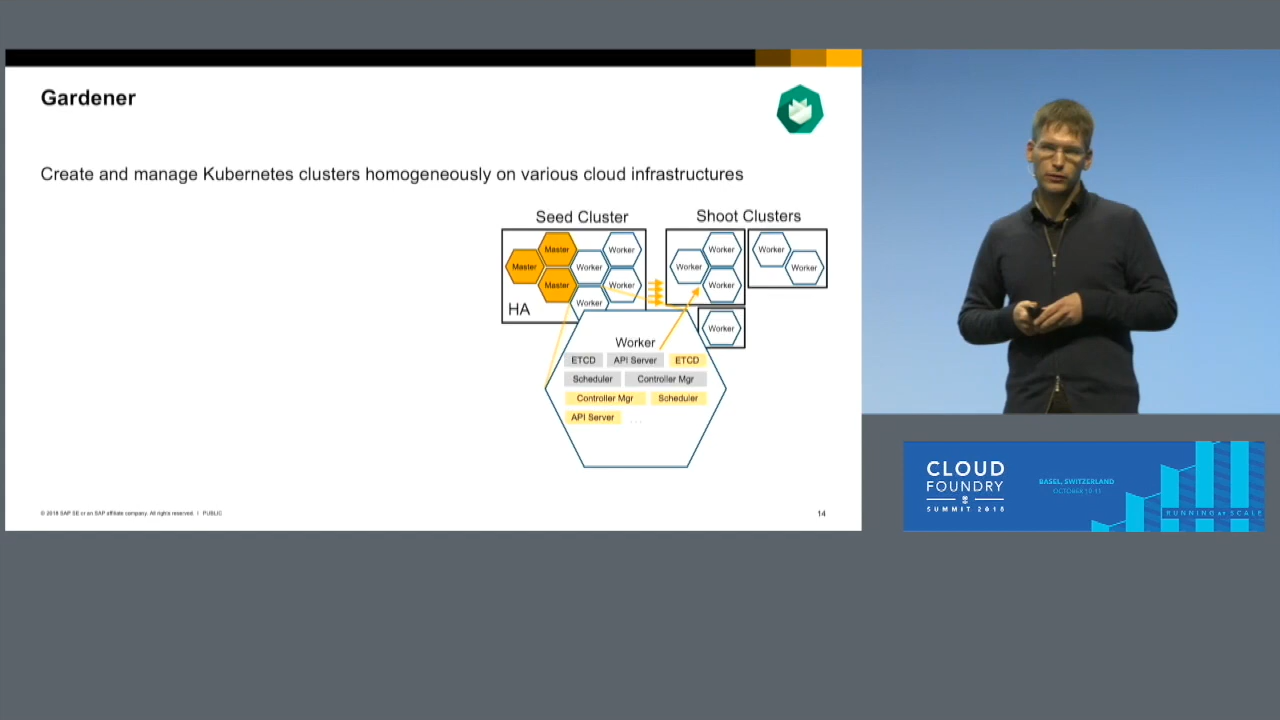 Gardener
Create and manage Kubernetes clusters homogeneously on various cloud infrastructures
Seed Cluster
Shoot Clusters
Master
Worker
Worker
Worker
Master
Worker
Worker
Worker
Master
Worker
Worker
Worker
HA
Worker
Worker
Worker
ETCD
API Server
ETCD
Scheduler
Controller Mgr
Controller Mgr
Scheduler
API Server
...
© 2018 SAP SE or an SAP affiliate company. All rights reserved. | PUBLIC
14
CLOUD
FOUNDRY
SUMMIT 2018
BASEL, SWITZERLAND
OCTOBER 10-11
RUNNING AT SCALE